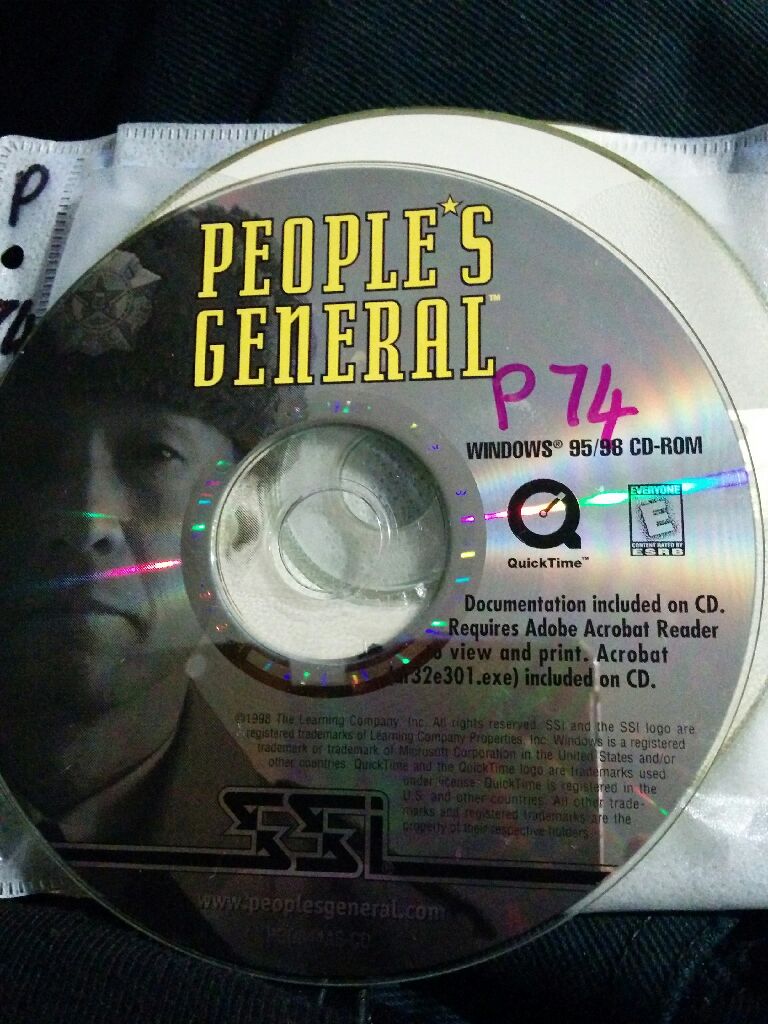 P
PEOPLE'S
GENERAL™
P74
WINDOWS® 95/98 CD-ROM
EVERYONE
E
CONTENT RATED BY
ESRB
QuickTime™
Documentation included on CD.
Requires Adobe Acrobat Reader
view and print. Acrobat
32e301.exe) included on CD.
©1998 The Learning Company, Inc. All rights reserved. SSI and the SSI logo are
registered trademarks of Learning Company Properties, Inc. Windows is a registered
trademark or trademark of Microsoft Corporation in the United States and/or
other countries. QuickTime and the QuickTime logo are trademarks used
under license. QuickTime is registered in the
U.S. and other countries. All other trade-
marks and registered trademarks are the
property of their respective holders.
SSI
www.peoplesgeneral.com